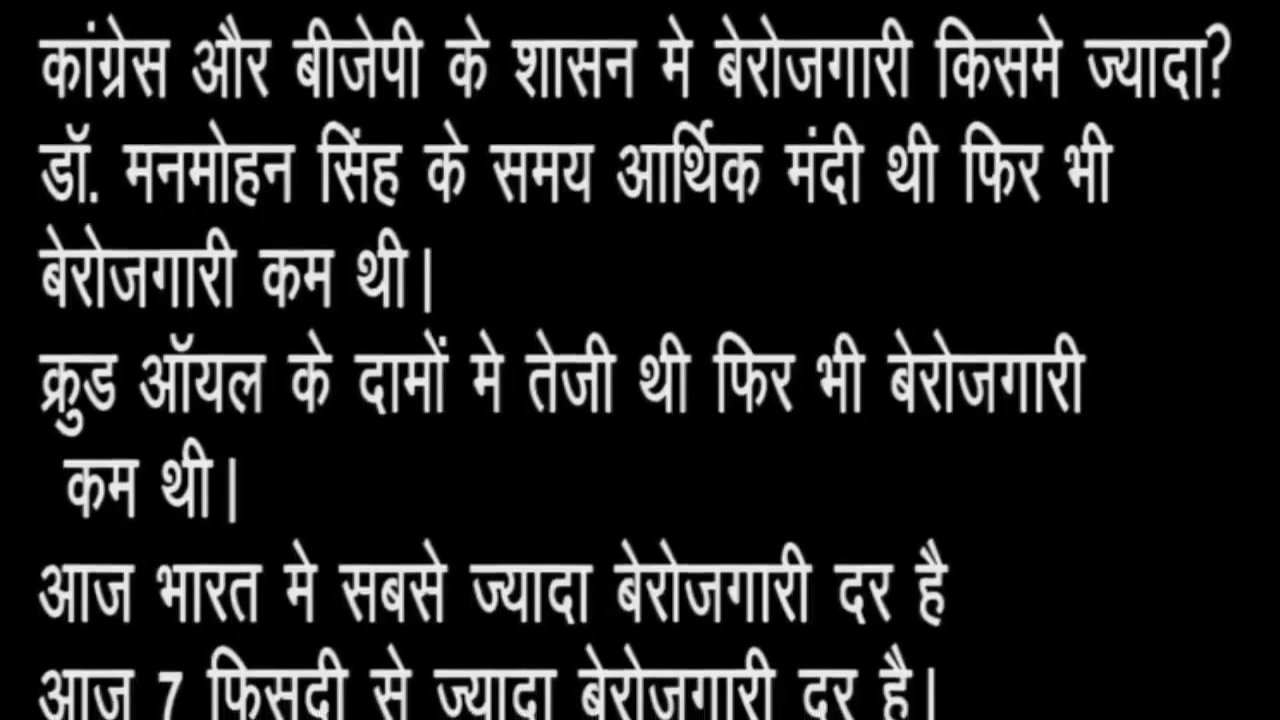 कांग्रेस और बीजेपी के शासन मे बेरोजगारी किसमे ज्यादा?
डॉ. मनमोहन सिंह के समय आर्थिक मंदी थी फिर भी
बेरोजगारी कम थी।
क्रुड ऑयल के दामों मे तेजी थी फिर भी बेरोजगारी
कम थी।
आज भारत मे सबसे ज्यादा बेरोजगारी दर है
आज 7 फिसदी से ज्यादा बेरोजगारी दर है।